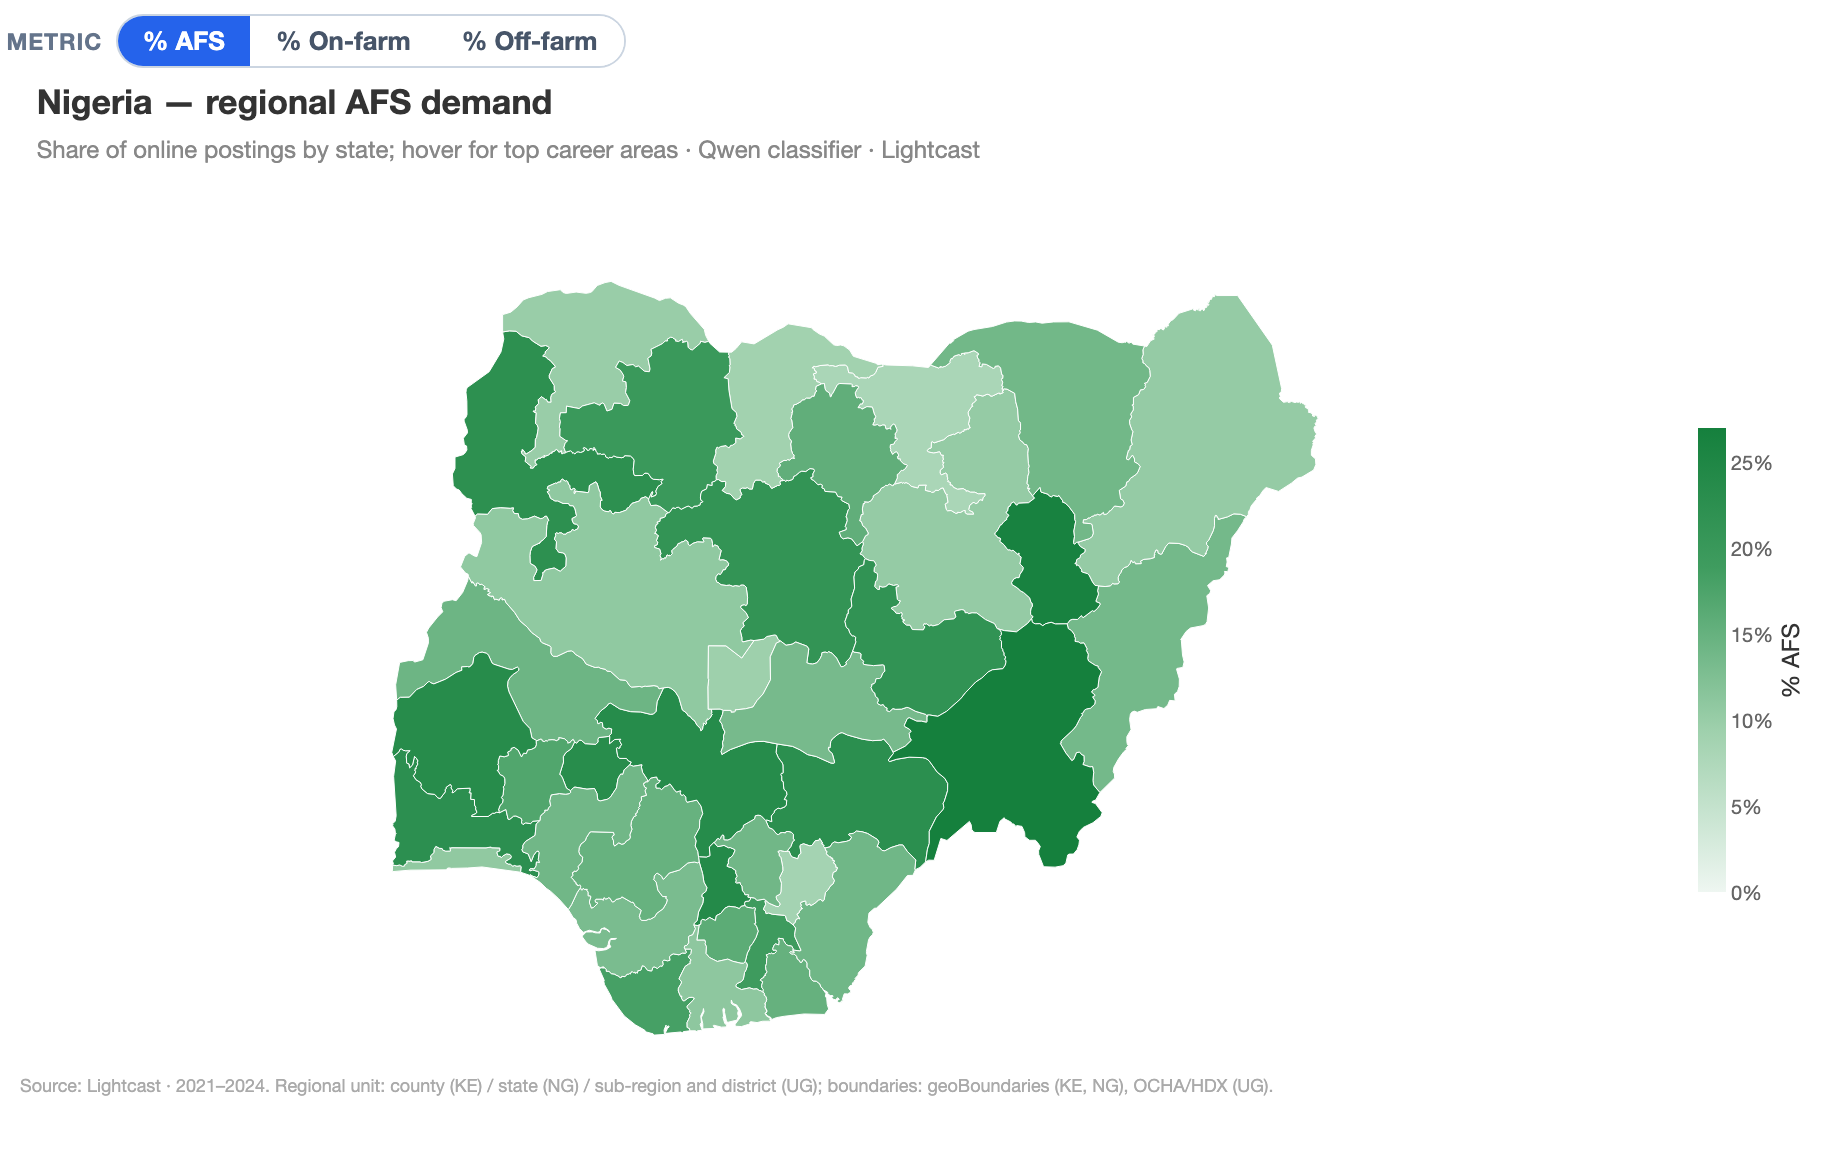 METRIC % AFS % On-farm % Off-farm
Nigeria — regional AFS demand
Share of online postings by state; hover for top career areas · Qwen classifier · Lightcast
25%
20%
15%
10%
5%
0%
% AFS
Source: Lightcast · 2021–2024. Regional unit: county (KE) / state (NG) / sub-region and district (UG); boundaries: geoBoundaries (KE, NG), OCHA/HDX (UG).